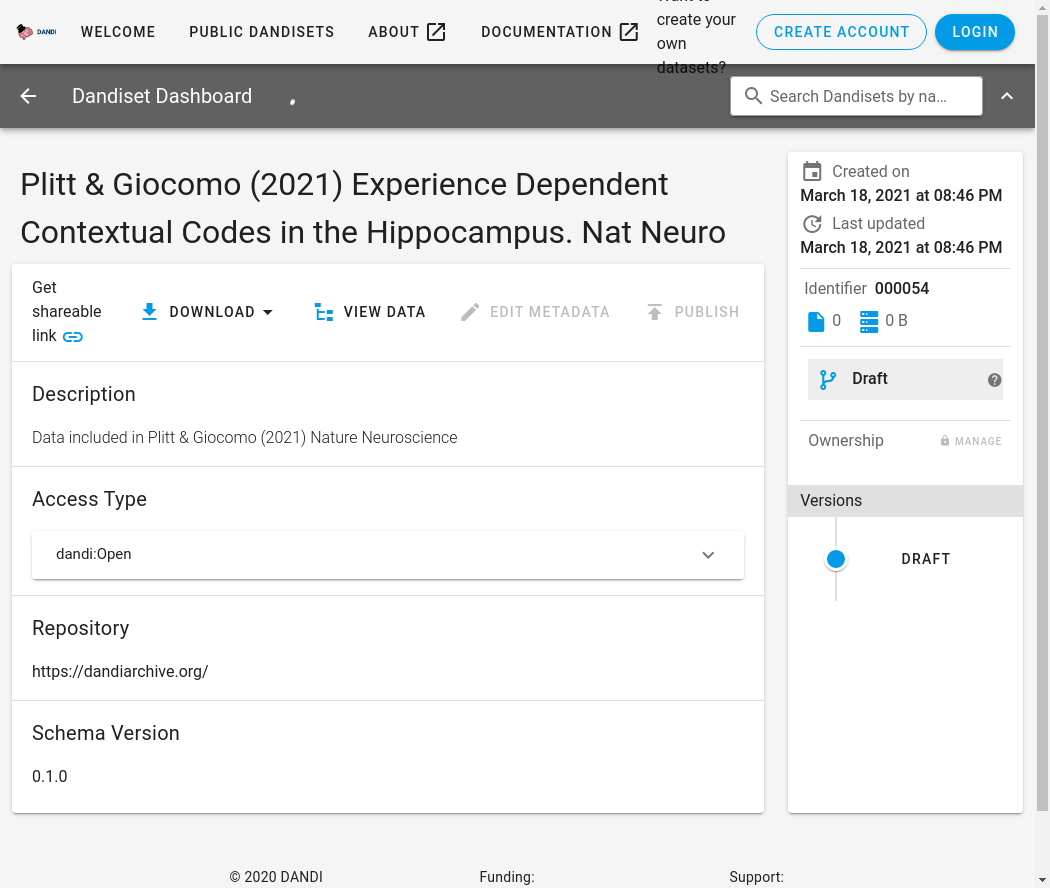 DANDI
WELCOME
PUBLIC DANDISETS
ABOUT
DOCUMENTATION
create your
own
datasets?
CREATE ACCOUNT
LOGIN
Dandiset Dashboard
Search Dandisets by na...
Plitt & Giocomo (2021) Experience Dependent
Contextual Codes in the Hippocampus. Nat Neuro
Get
shareable
link
DOWNLOAD
VIEW DATA
EDIT METADATA
PUBLISH
Description
Data included in Plitt & Giocomo (2021) Nature Neuroscience
Access Type
dandi:Open
Repository
https://dandiarchive.org/
Schema Version
0.1.0
Created on
March 18, 2021 at 08:46 PM
Last updated
March 18, 2021 at 08:46 PM
Identifier 000054
0
0 B
Draft
Ownership
MANAGE
Versions
DRAFT
© 2020 DANDI
Funding:
Support: